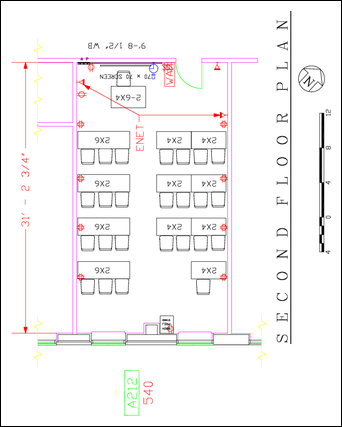 9'-8 1/2" WB
A P
70 X 70 SCREEN
WAP
2-6X4
ENET
2X6
2X4
2X4
2X6
2X4
2X4
2X6
2X4
2X4
2X6
2X4
31' - 2 3/4"
A212
540
SECOND FLOOR PLAN
N
12
8
4
0
4